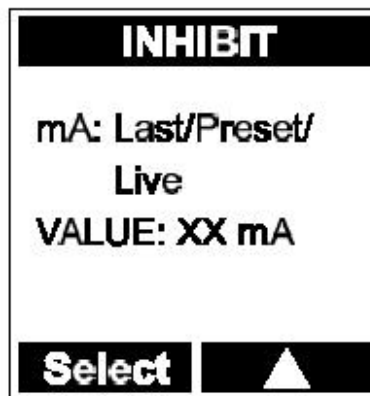 INHIBIT
mA: Last/Preset/
Live
VALUE: XX mA
Select ▲